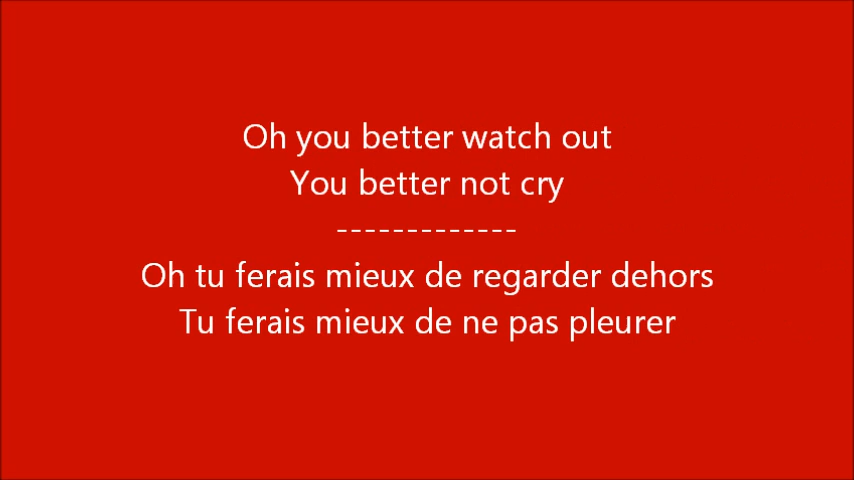 Oh you better watch out
You better not cry
-------------
Oh tu ferais mieux de regarder dehors
Tu ferais mieux de ne pas pleurer